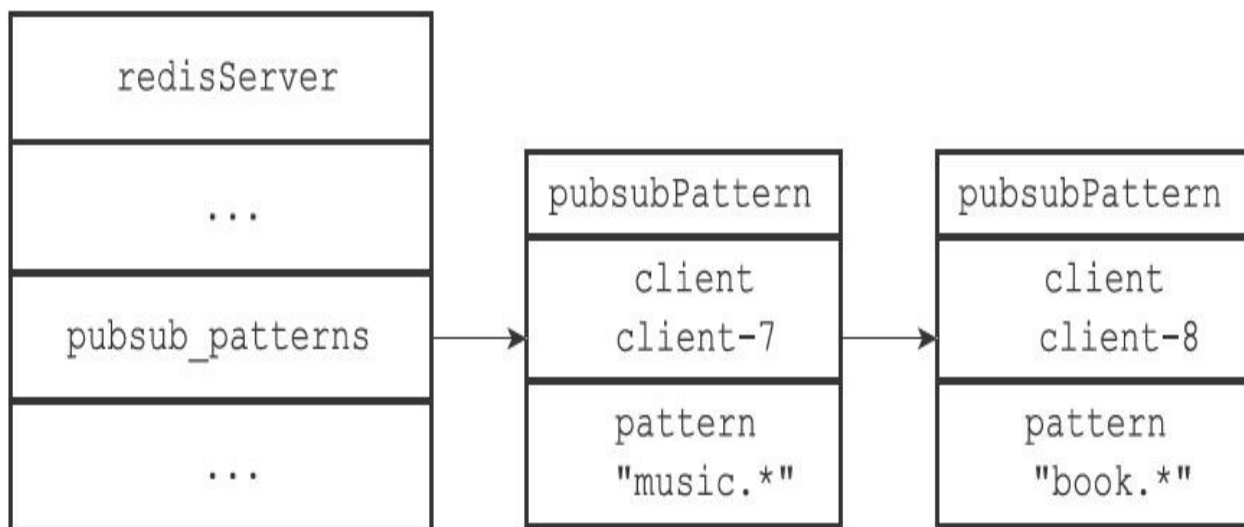 redisServer
...
pubsub_patterns
...
pubsubPattern
client
client-7
pattern
"music.*"
pubsubPattern
client
client-8
pattern
"book.*"